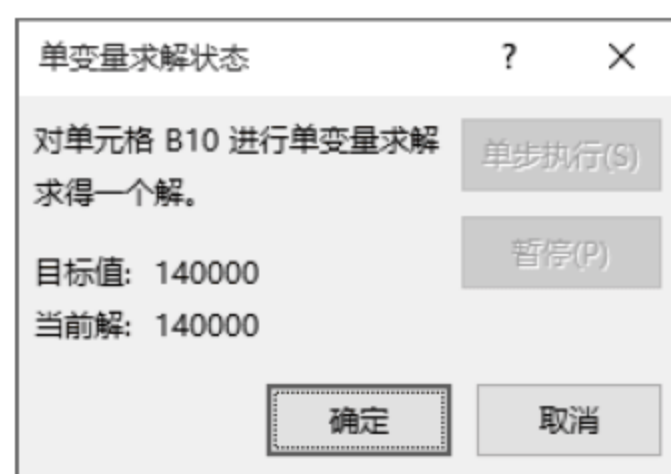 单变量求解状态
?
×
对单元格 B10 进行单变量求解
求得一个解。
单步执行(S)
暂停(P)
目标值: 140000
当前解: 140000
确定
取消